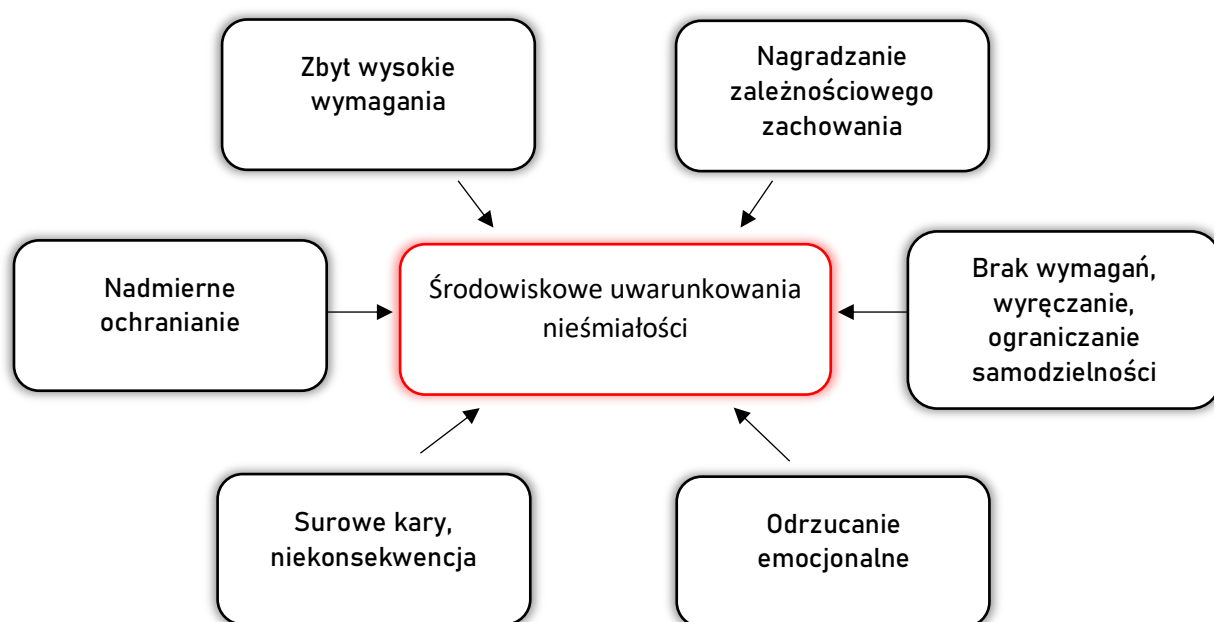 Zbyt wysokie
wymagania
Nagradzanie
zależnościowego
zachowania
Nadmierne
ochranianie
Środowiskowe uwarunkowania
nieśmiałości
Brak wymagań,
wyręczanie,
ograniczanie
samodzielności
Surowe kary,
niekonsekwencja
Odrzucanie
emocjonalne